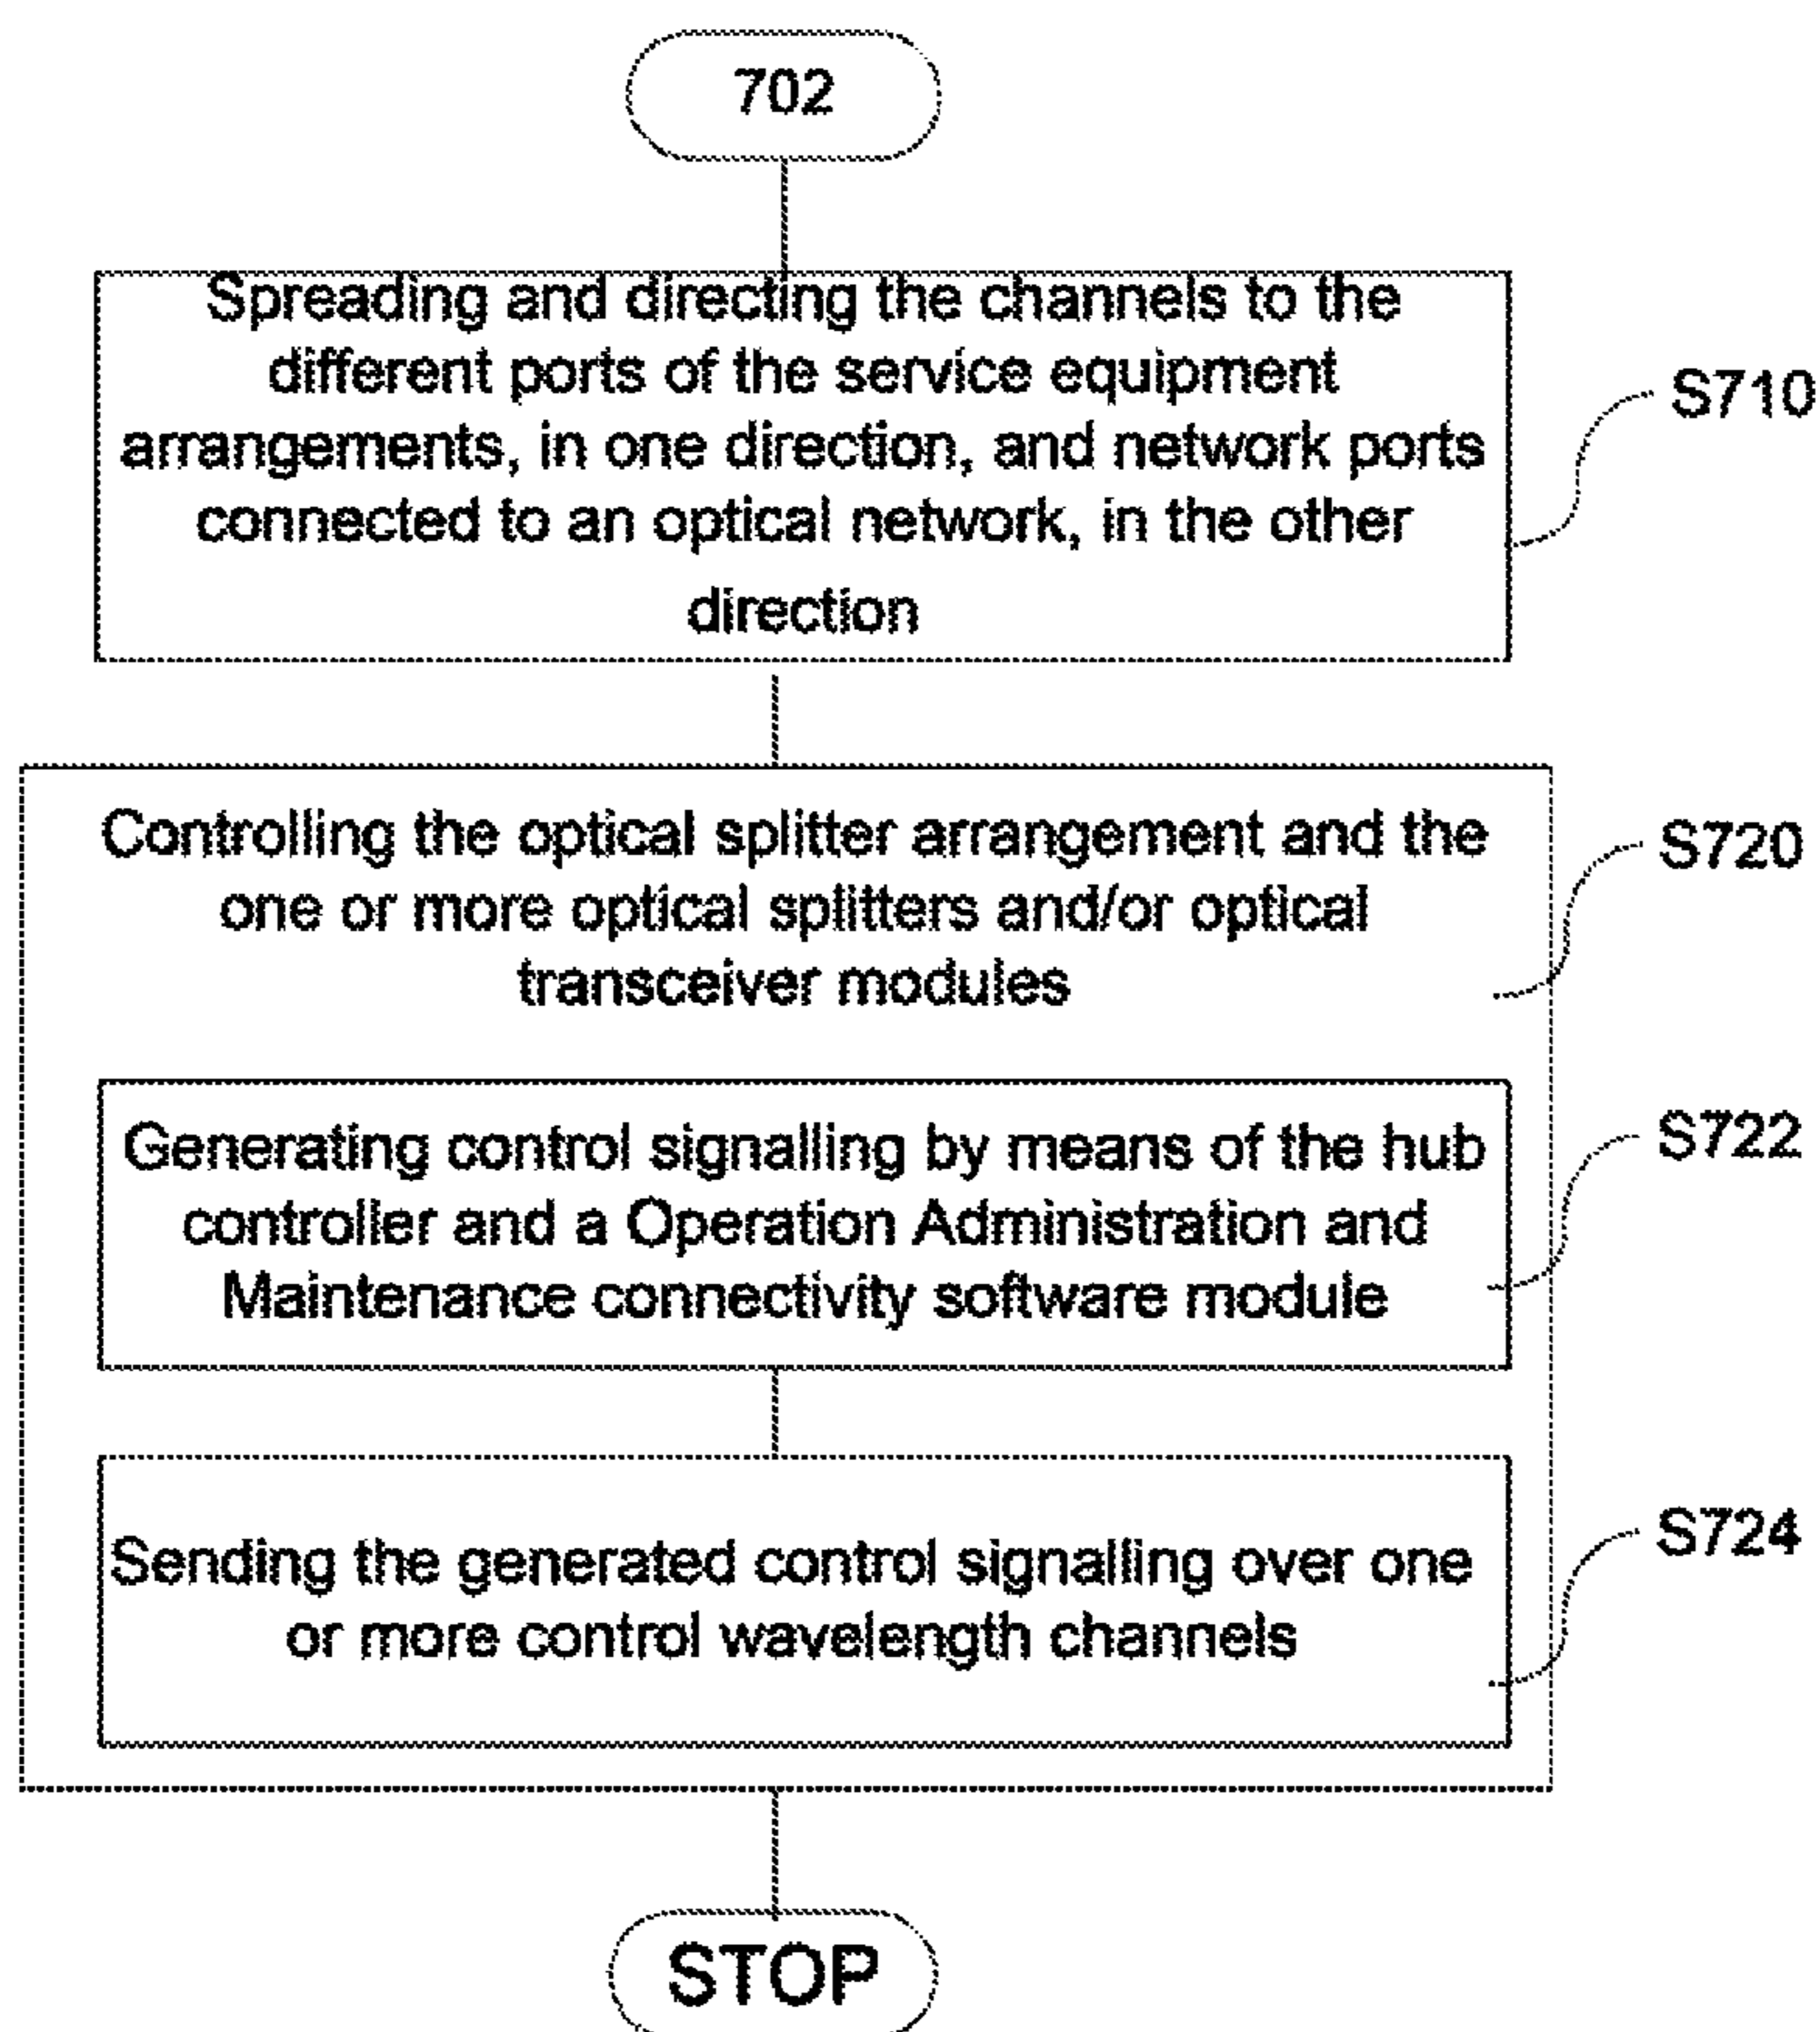 702
Spreading and directing the channels to the
different ports of the service equipment
arrangements, in one direction, and network ports
connected to an optical network, in the other
direction
S710
Controlling the optical splitter arrangement and the
one or more optical splitters and/or optical
transceiver modules
S720
Generating control signalling by means of the hub
controller and a Operation Administration and
Maintenance connectivity software module
S722
Sending the generated control signalling over one
or more control wavelength channels
S724
STOP